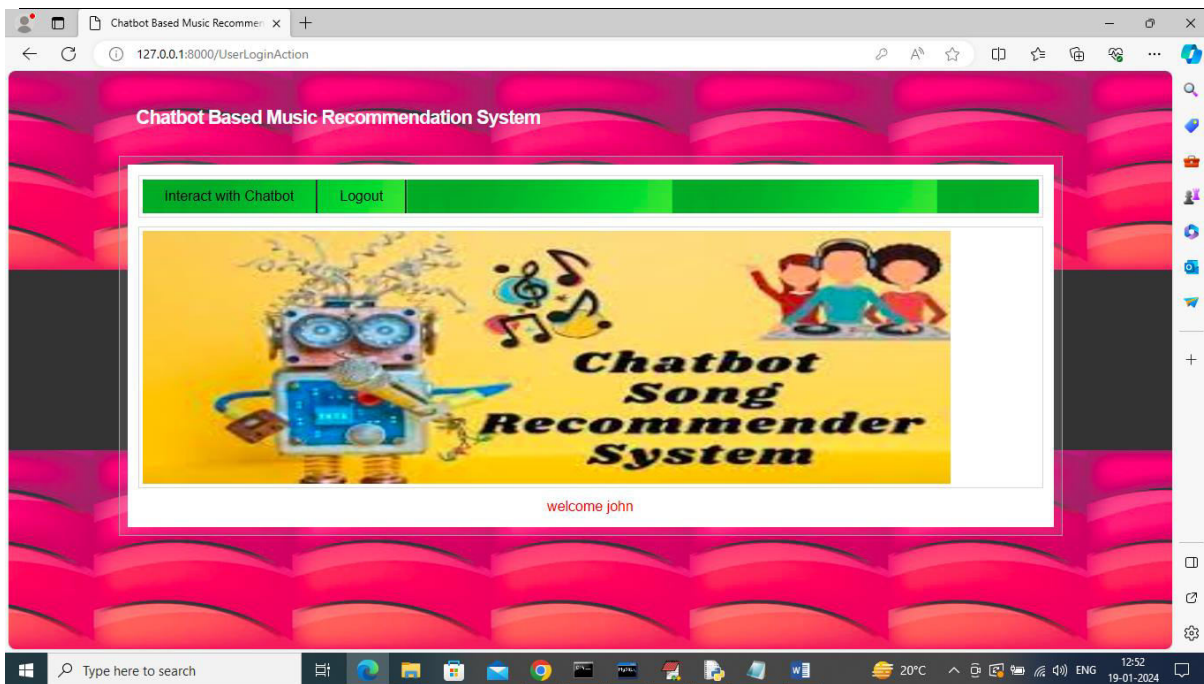 Chatbot Based Music Recommen
127.0.0.1:8000/UserLoginAction
Chatbot Based Music Recommendation System
Interact with Chatbot
Logout
Chatbot
Song
Recommender
System
welcome john
Type here to search
20°C
ENG
12:52
19-01-2024